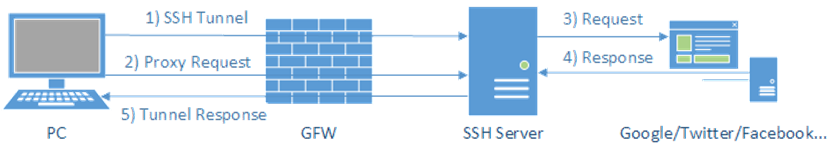 1) SSH Tunnel
3) Request
2) Proxy Request
4) Response
5) Tunnel Response
PC
GFW
SSH Server
Google/Twitter/Facebook...